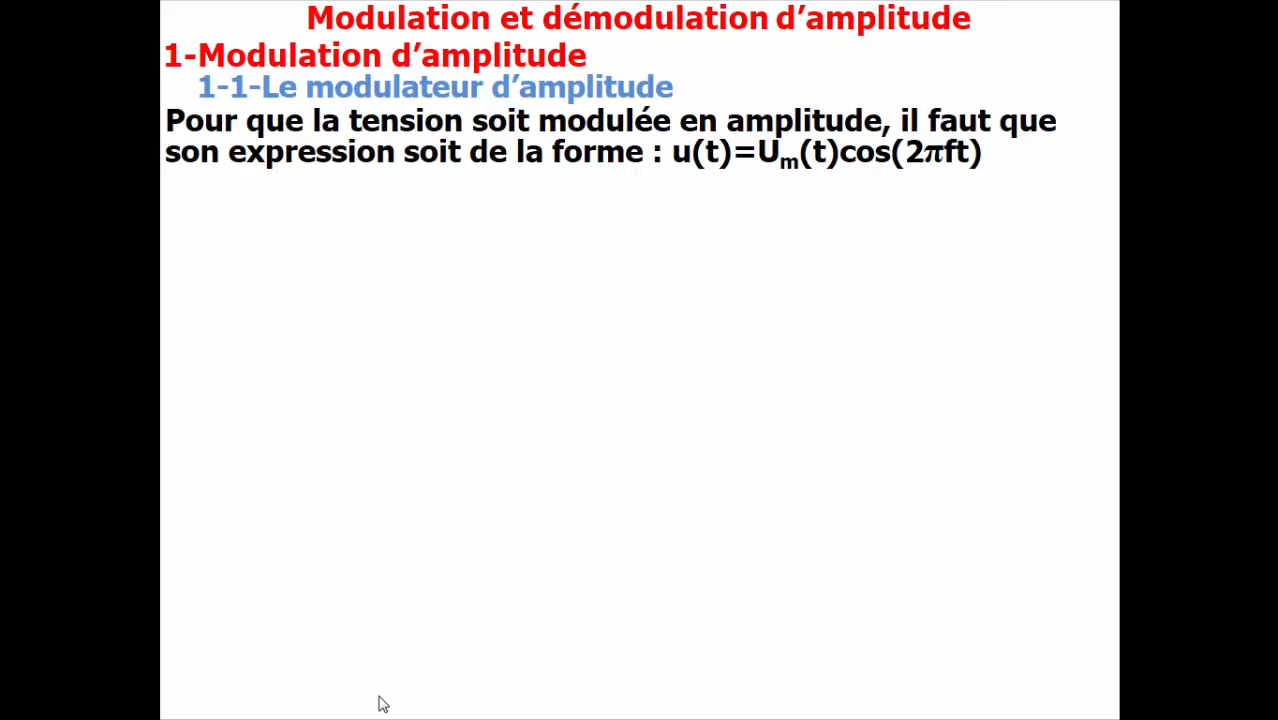 Modulation et démodulation d’amplitude
1-Modulation d’amplitude
1-1-Le modulateur d’amplitude
Pour que la tension soit modulée en amplitude, il faut que
son expression soit de la forme : u(t)=Um(t)cos(2πft)